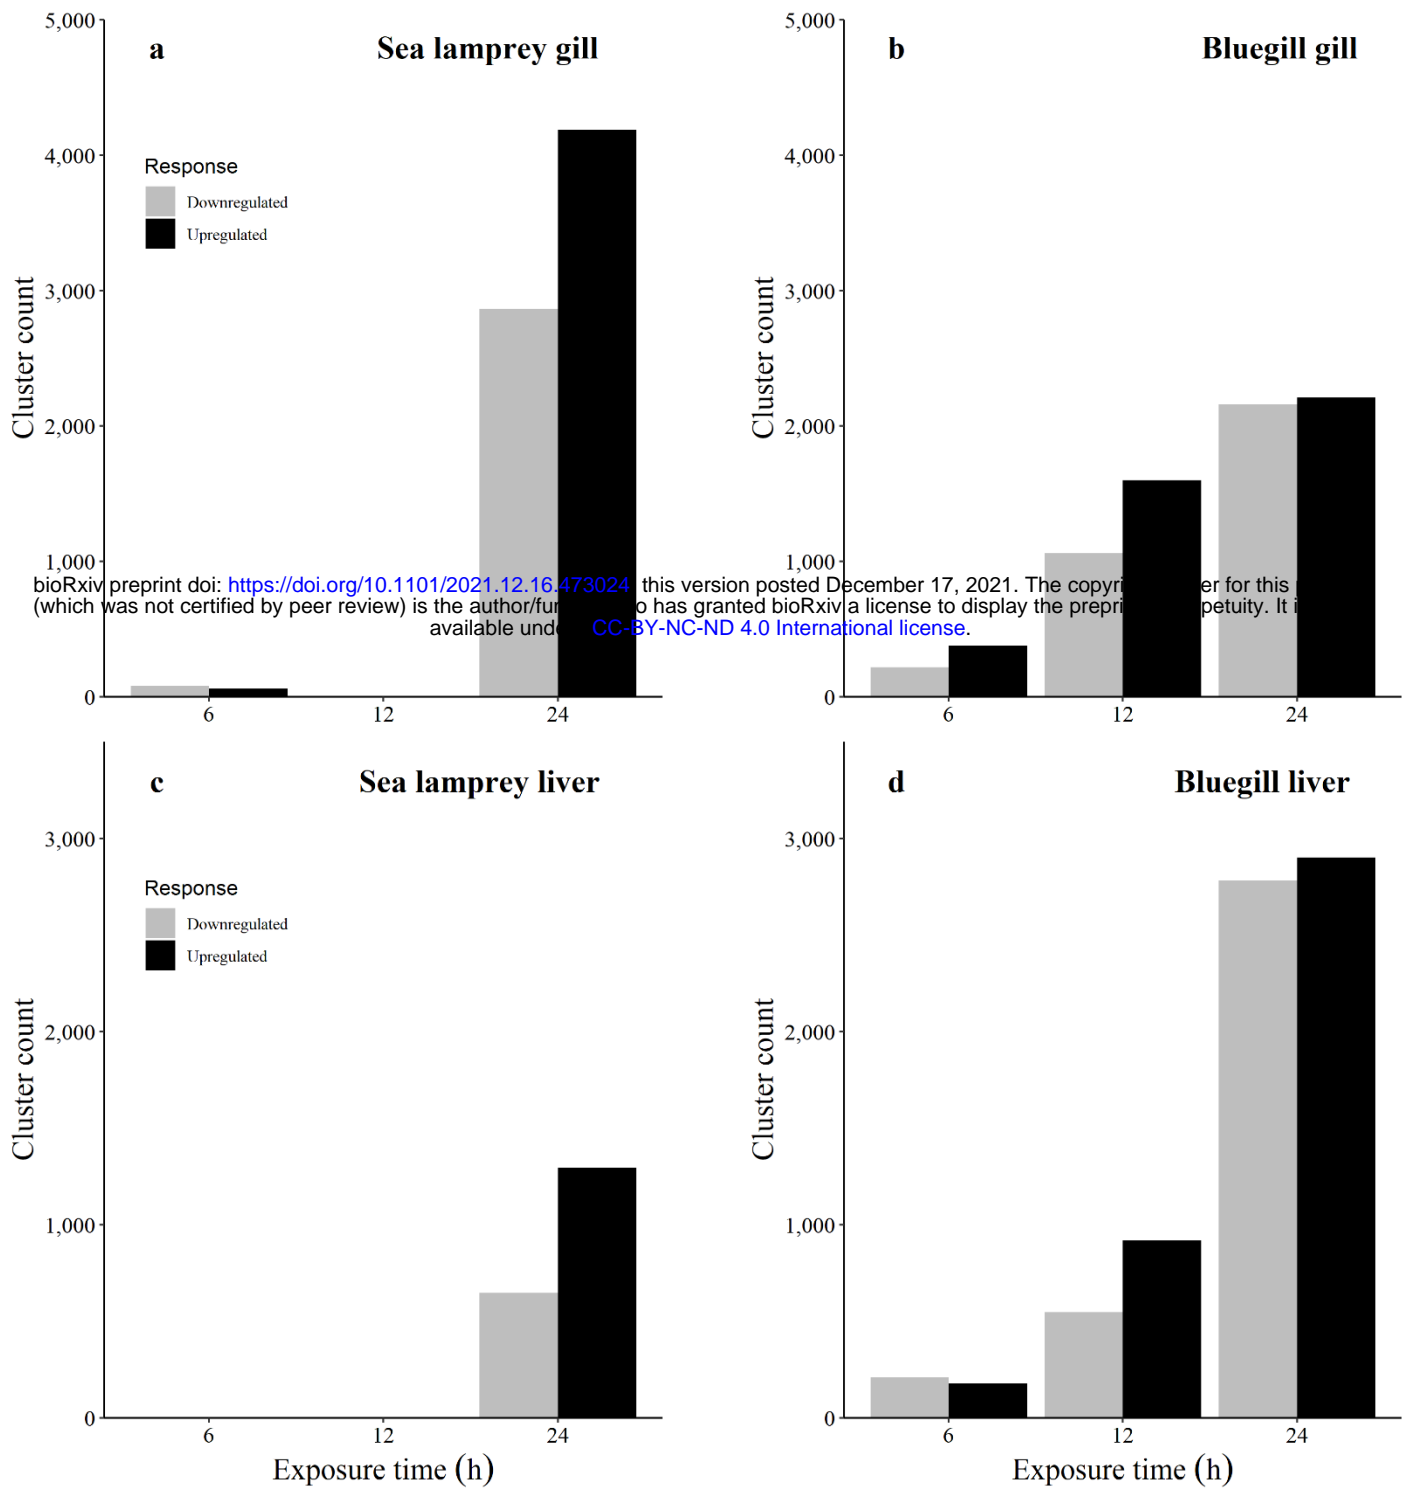 a Sea lamprey gill
5,000
4,000
3,000
2,000
1,000
0
Cluster count
Response
Downregulated
Upregulated
6 12 24
b Bluegill gill
5,000
4,000
3,000
2,000
1,000
0
Cluster count
6 12 24
bioRxiv preprint doi: https://doi.org/10.1101/2021.12.16.473024 this version posted December 17, 2021. The for this
(which was not certified by peer review) is the has granted bioRxiv a license to display the It
available CC-BY-NC-ND 4.0 International license.
c Sea lamprey liver
3,000
2,000
1,000
0
Cluster count
Response
Downregulated
Upregulated
6 12 24
Exposure time (h)
d Bluegill liver
3,000
2,000
1,000
0
Cluster count
6 12 24
Exposure time (h)